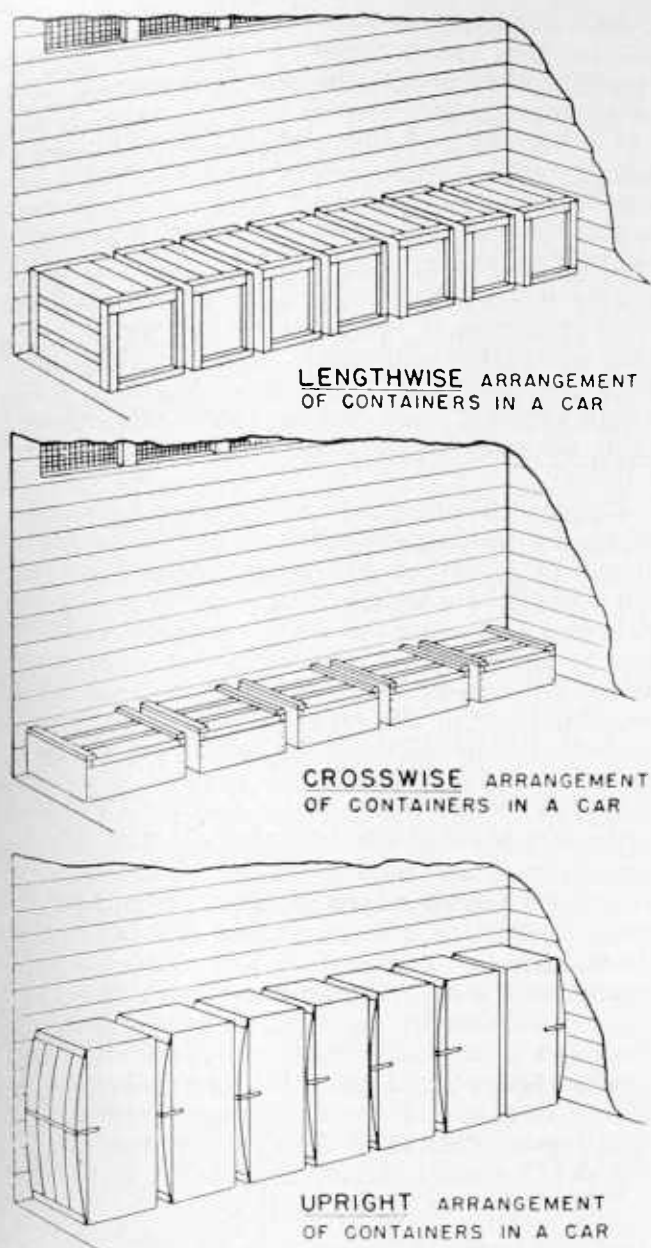 LENGTHWISE ARRANGEMENT
OF CONTAINERS IN A CAR
CROSSWISE ARRANGEMENT
OF CONTAINERS IN A CAR
UPRIGHT ARRANGEMENT
OF CONTAINERS IN A CAR